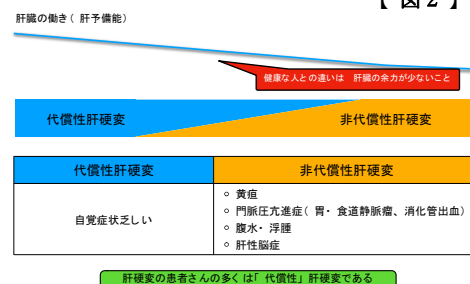 【 図2 】
肝臓の働き( 肝予備能)
健康な人との違いは 肝臓の余力が少ないこと
代償性肝硬変 非代償性肝硬変
代償性肝硬変 非代償性肝硬変
自覚症状乏しい
○ 黄疸
○ 門脈圧亢進症( 胃・食道静脈瘤、消化管出血)
○ 腹水・浮腫
○ 肝性脳症
肝硬変の患者さんの多くは「 代償性」肝硬変である